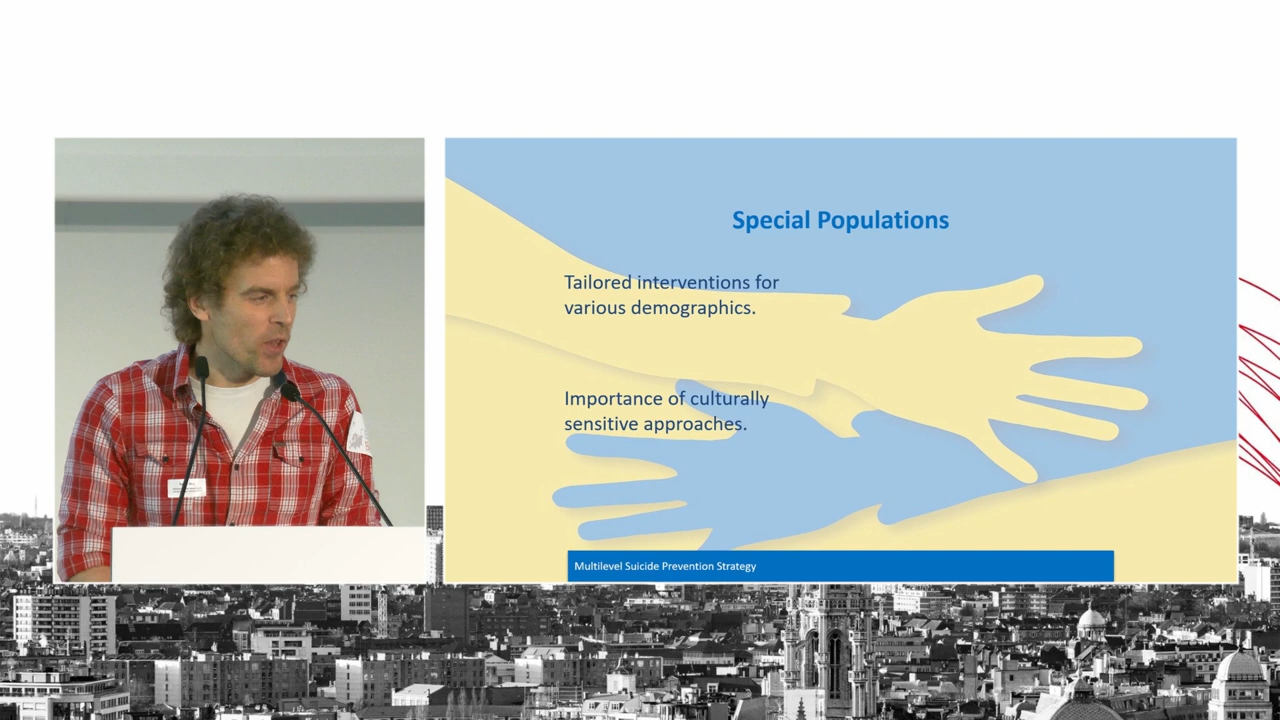 Special Populations
Tailored interventions for
various demographics.
Importance of culturally
sensitive approaches.
Multilevel Suicide Prevention Strategy